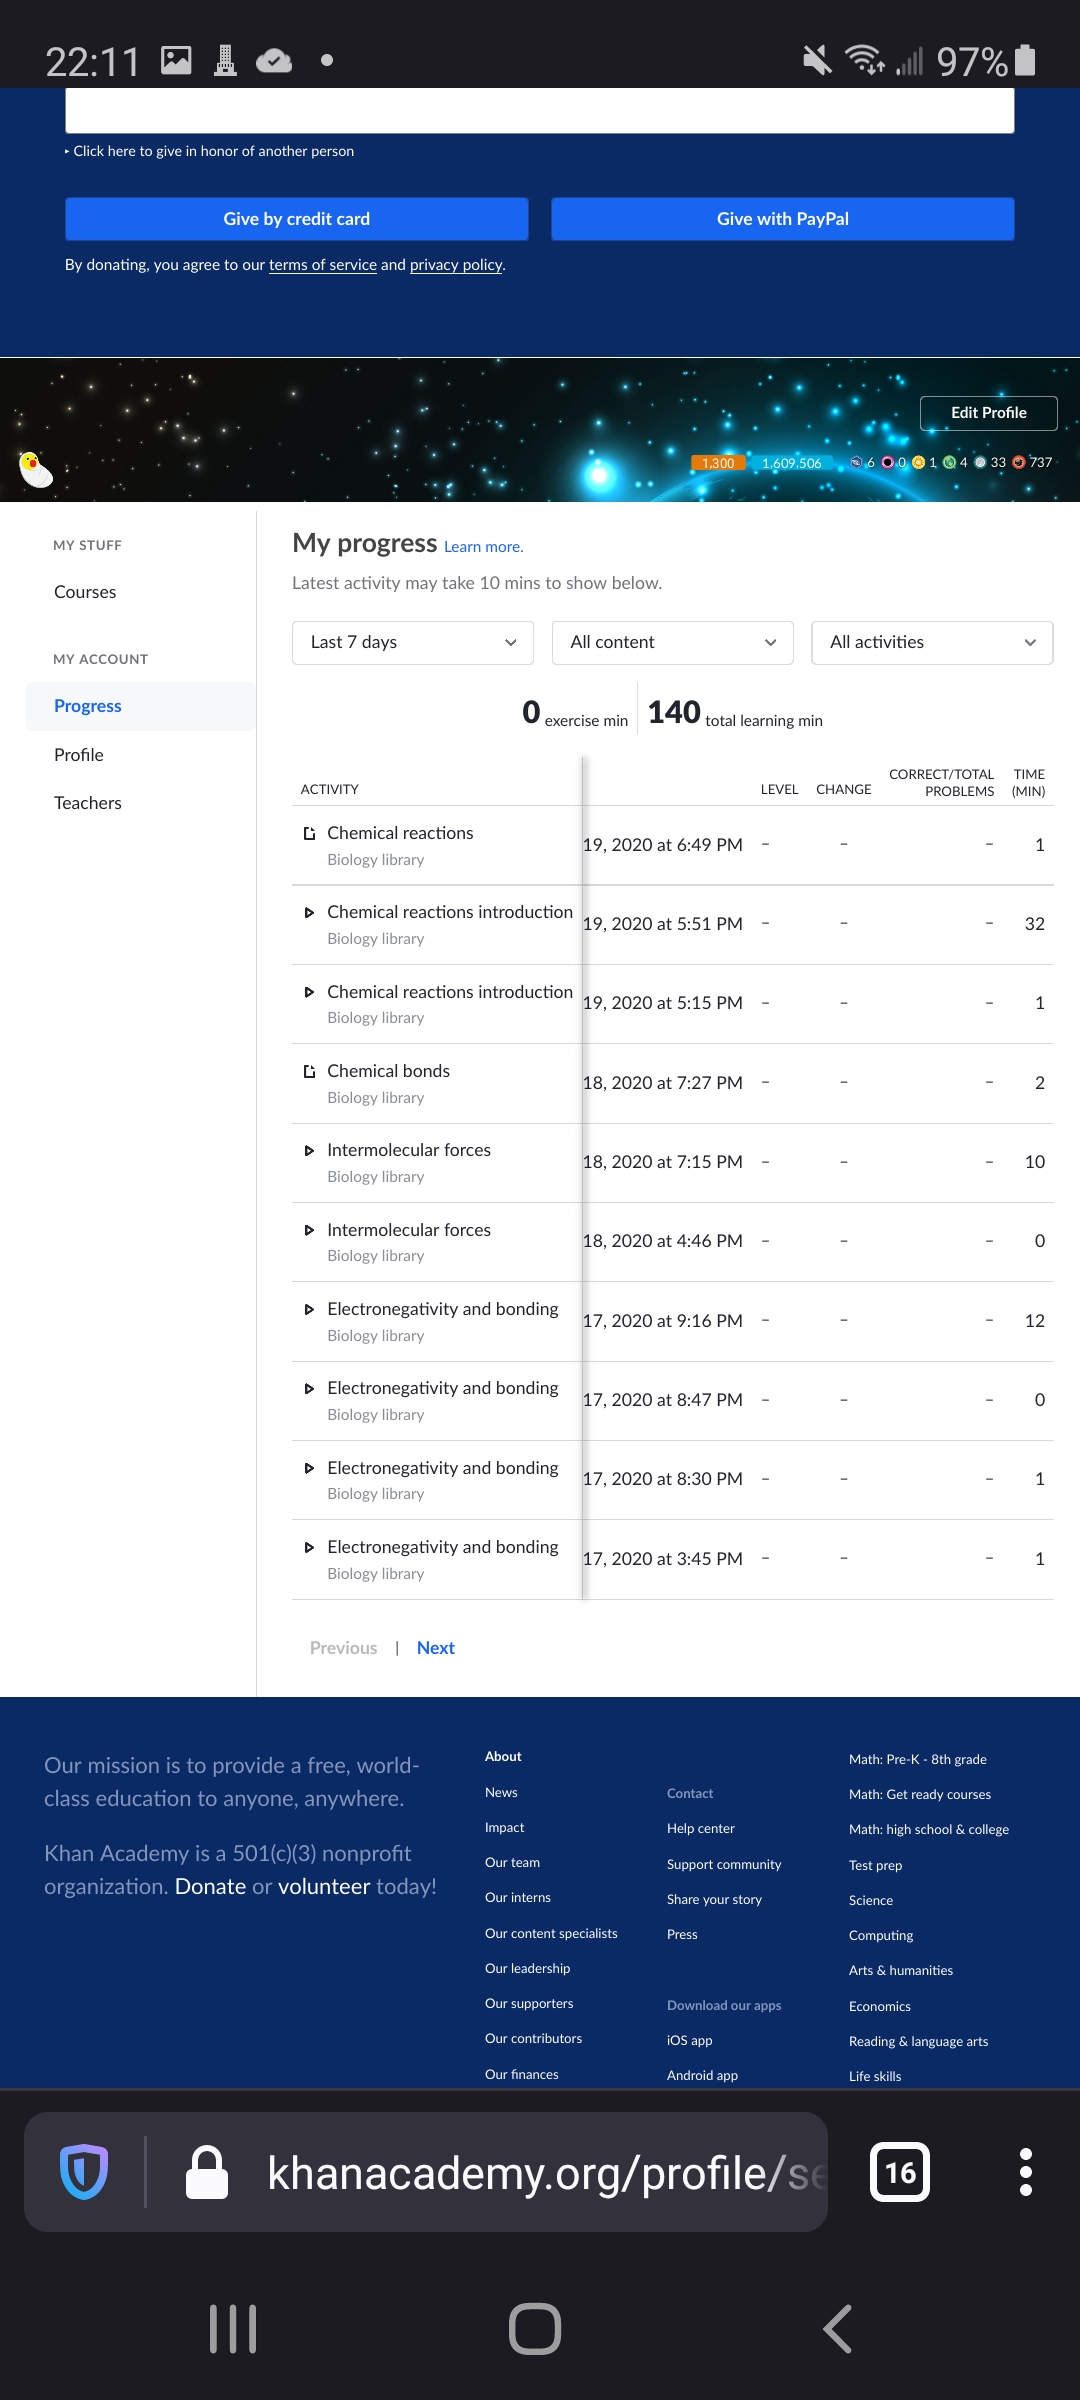 22:11 97%
Click here to give in honor of another person
Give by credit card Give with PayPal
By donating, you agree to our terms of service and privacy policy.
Edit Profile
1,300 1,609,506 6 0 1 4 33 737
MY STUFF
Courses
MY ACCOUNT
Progress
Profile
Teachers
My progress Learn more.
Latest activity may take 10 mins to show below.
Last 7 days All content All activities
0 exercise min 140 total learning min
ACTIVITY LEVEL CHANGE CORRECT/TOTAL PROBLEMS TIME (MIN)
Chemical reactions 19, 2020 at 6:49 PM – – – 1
Biology library
Chemical reactions introduction 19, 2020 at 5:51 PM – – – 32
Biology library
Chemical reactions introduction 19, 2020 at 5:15 PM – – – 1
Biology library
Chemical bonds 18, 2020 at 7:27 PM – – – 2
Biology library
Intermolecular forces 18, 2020 at 7:15 PM – – – 10
Biology library
Intermolecular forces 18, 2020 at 4:46 PM – – – 0
Biology library
Electronegativity and bonding 17, 2020 at 9:16 PM – – – 12
Biology library
Electronegativity and bonding 17, 2020 at 8:47 PM – – – 0
Biology library
Electronegativity and bonding 17, 2020 at 8:30 PM – – – 1
Biology library
Electronegativity and bonding 17, 2020 at 3:45 PM – – – 1
Biology library
Previous | Next
Our mission is to provide a free, world-
class education to anyone, anywhere.
Khan Academy is a 501(c)(3) nonprofit
organization. Donate or volunteer today!
About
News
Impact
Our team
Our interns
Our content specialists
Our leadership
Our supporters
Our contributors
Our finances
Contact
Help center
Support community
Share your story
Press
Download our apps
iOS app
Android app
Math: Pre-K - 8th grade
Math: Get ready courses
Math: high school & college
Test prep
Science
Computing
Arts & humanities
Economics
Reading & language arts
Life skills
khanacademy.org/profile/se 16